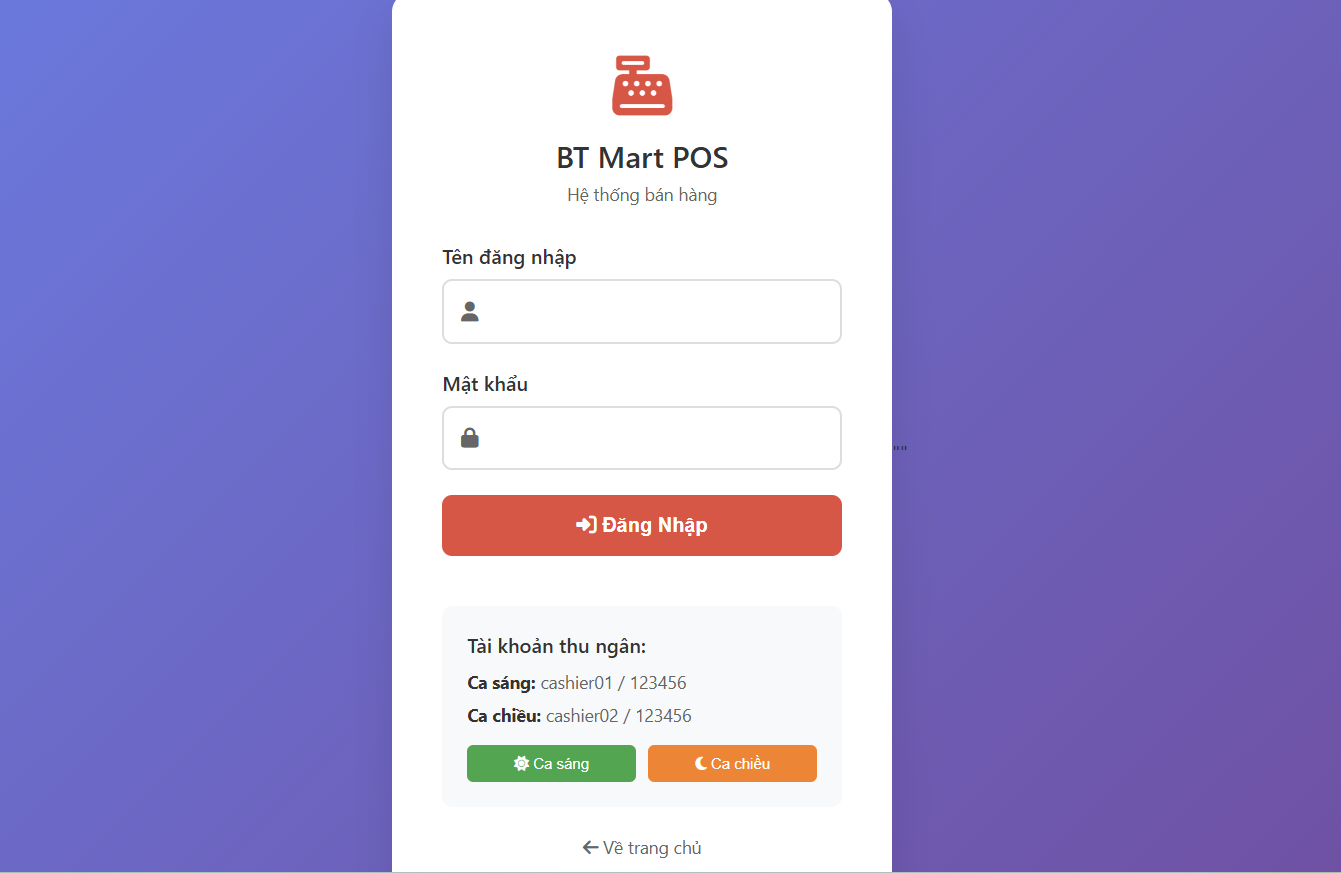 BT Mart POS
Hệ thống bán hàng
Tên đăng nhập
Mật khẩu
""
Đăng Nhập
Tài khoản thu ngân:
Ca sáng: cashier01 / 123456
Ca chiều: cashier02 / 123456
Ca sáng
Ca chiều
Về trang chủ